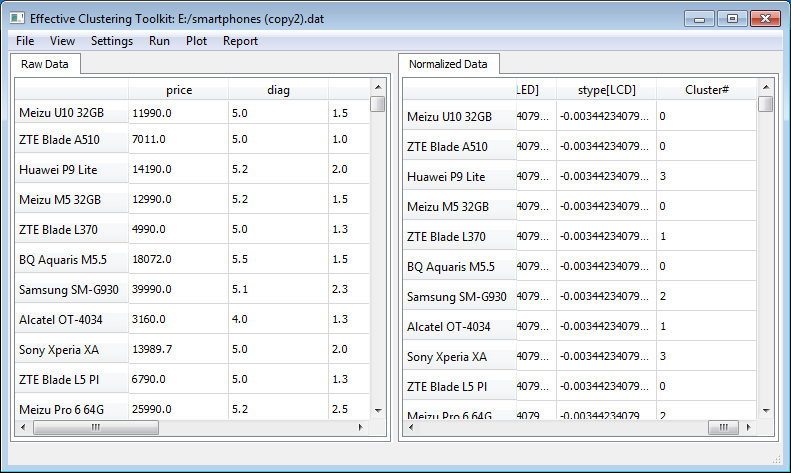 Effective Clustering Toolkit: E:/smartphones (copy2).dat
File View Settings Run Plot Report
Raw Data
price diag
Meizu U10 32GB 11990.0 5.0 1.5
ZTE Blade A510 7011.0 5.0 1.0
Huawei P9 Lite 14190.0 5.2 2.0
Meizu M5 32GB 12990.0 5.2 1.5
ZTE Blade L370 4990.0 5.0 1.3
BQ Aquaris M5.5 18072.0 5.5 1.5
Samsung SM-G930 39990.0 5.1 2.3
Alcatel OT-4034 3160.0 4.0 1.3
Sony Xperia XA 13989.7 5.0 2.0
ZTE Blade L5 PI 6790.0 5.0 1.3
Meizu Pro 6 64G 25990.0 5.2 2.5
Normalized Data
LED] stype[LCD] Cluster#
Meizu U10 32GB 4079... -0.00344234079... 0
ZTE Blade A510 4079... -0.00344234079... 0
Huawei P9 Lite 4079... -0.00344234079... 3
Meizu M5 32GB 4079... -0.00344234079... 0
ZTE Blade L370 4079... -0.00344234079... 1
BQ Aquaris M5.5 4079... -0.00344234079... 0
Samsung SM-G930 4079... -0.00344234079... 2
Alcatel OT-4034 4079... -0.00344234079... 1
Sony Xperia XA 4079... -0.00344234079... 3
ZTE Blade L5 PI 4079... -0.00344234079... 0
Meizu Pro 6 64G 4079... -0.00344234079... 2